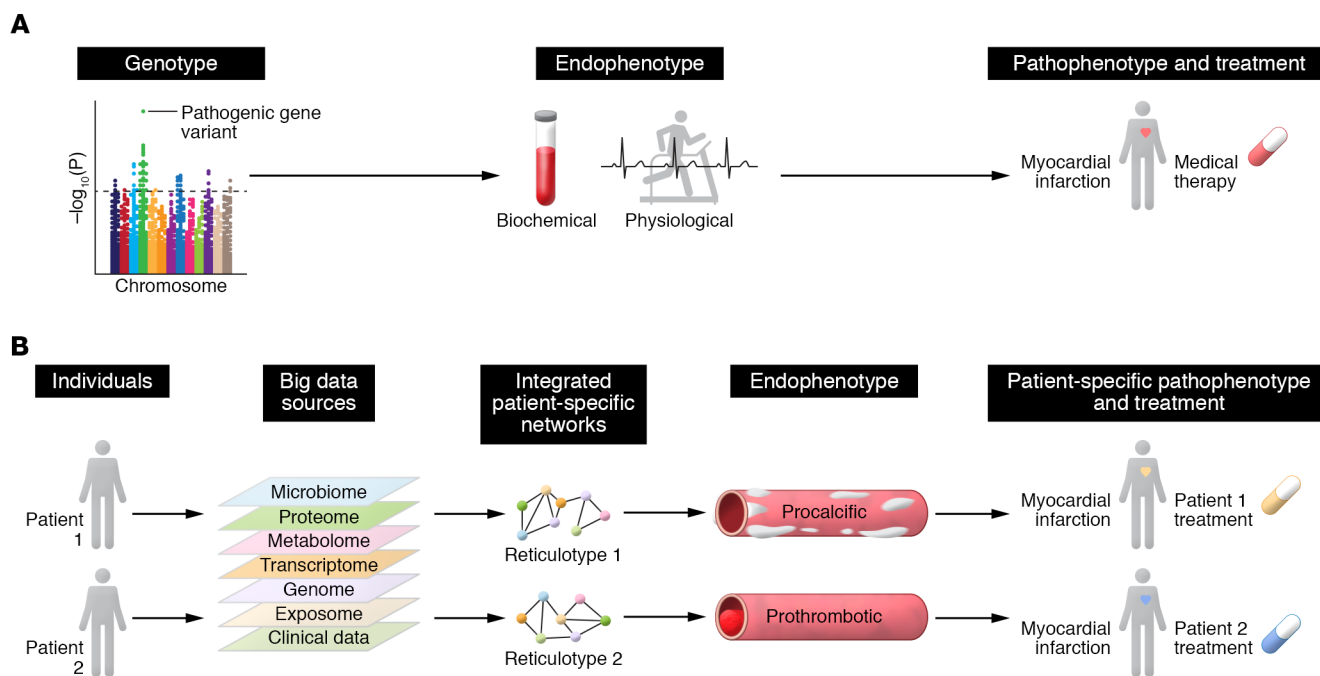 A
Genotype
Endophenotype
Pathophenotype and treatment
Pathogenic gene
variant
–log10(P)
Chromosome
Biochemical
Physiological
Myocardial
infarction
Medical
therapy
B
Individuals
Big data
sources
Integrated
patient-specific
networks
Endophenotype
Patient-specific pathophenotype
and treatment
Patient
1
Microbiome
Proteome
Metabolome
Transcriptome
Genome
Exposome
Clinical data
Reticulotype 1
Procalcific
Myocardial
infarction
Patient 1
treatment
Patient
2
Reticulotype 2
Prothrombotic
Myocardial
infarction
Patient 2
treatment